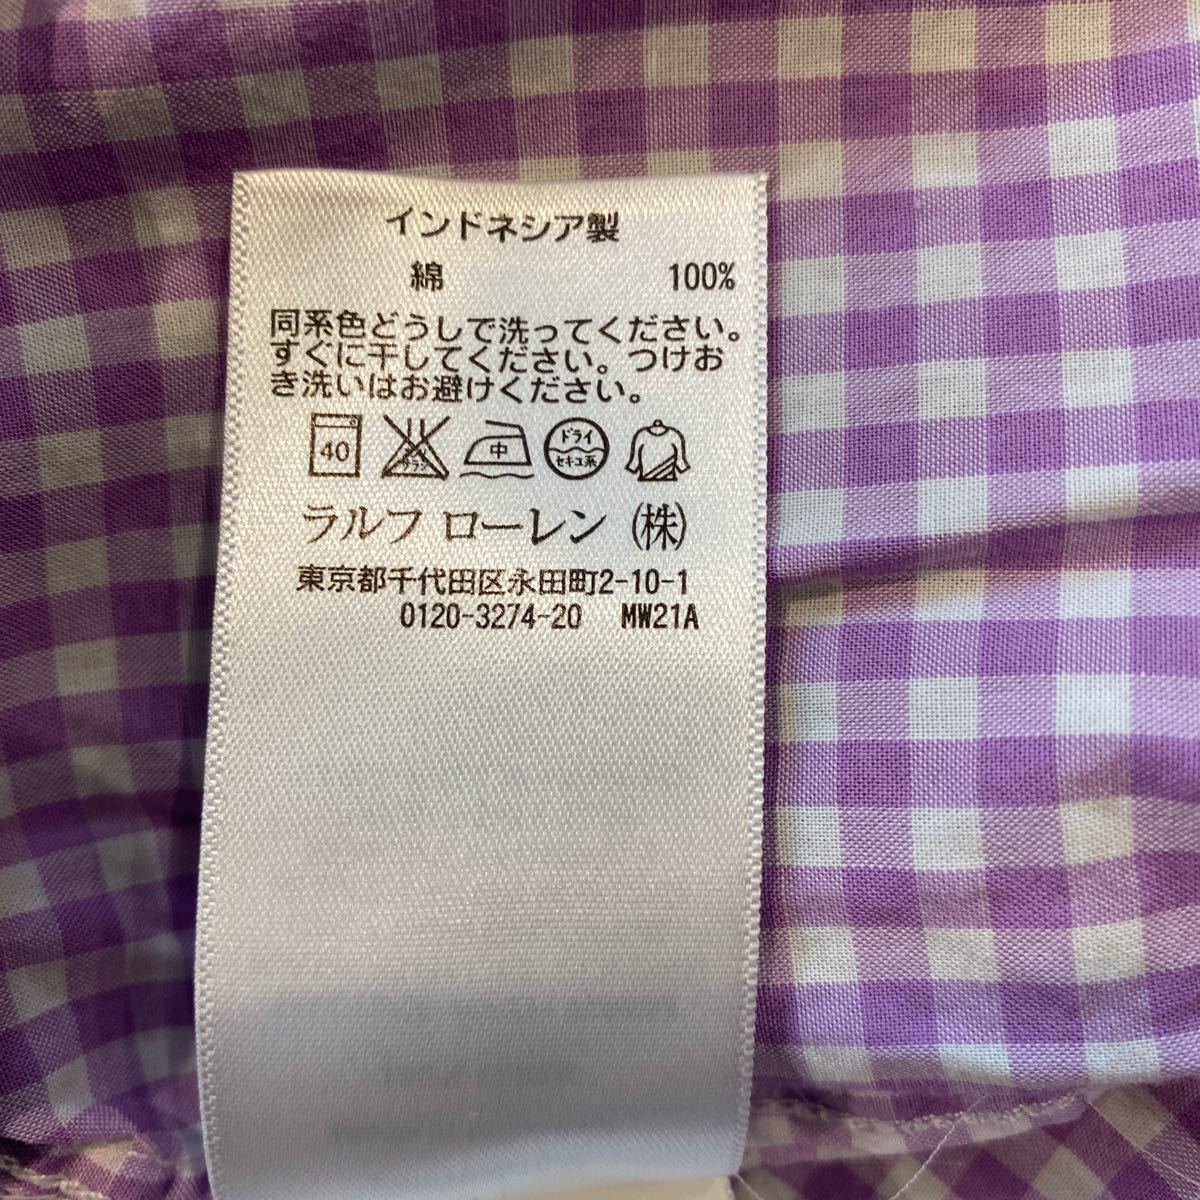 インドネシア製
綿 100%
同系色どうしで洗ってください。
すぐに干してください。つけお
き洗いはお避けください。
40 サラシ 中 ドライ セキユ系
ラルフ ローレン (株)
東京都千代田区永田町2-10-1
0120-3274-20 MW21A